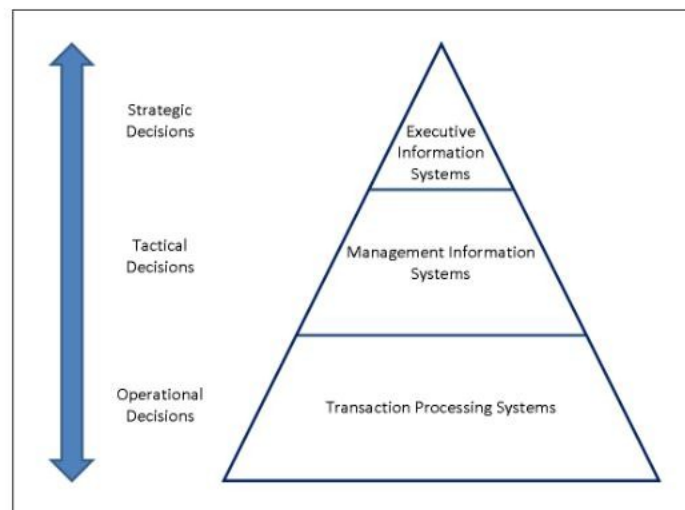 Strategic
Decisions
Executive
Information
Systems
Tactical
Decisions
Management Information
Systems
Operational
Decisions
Transaction Processing Systems